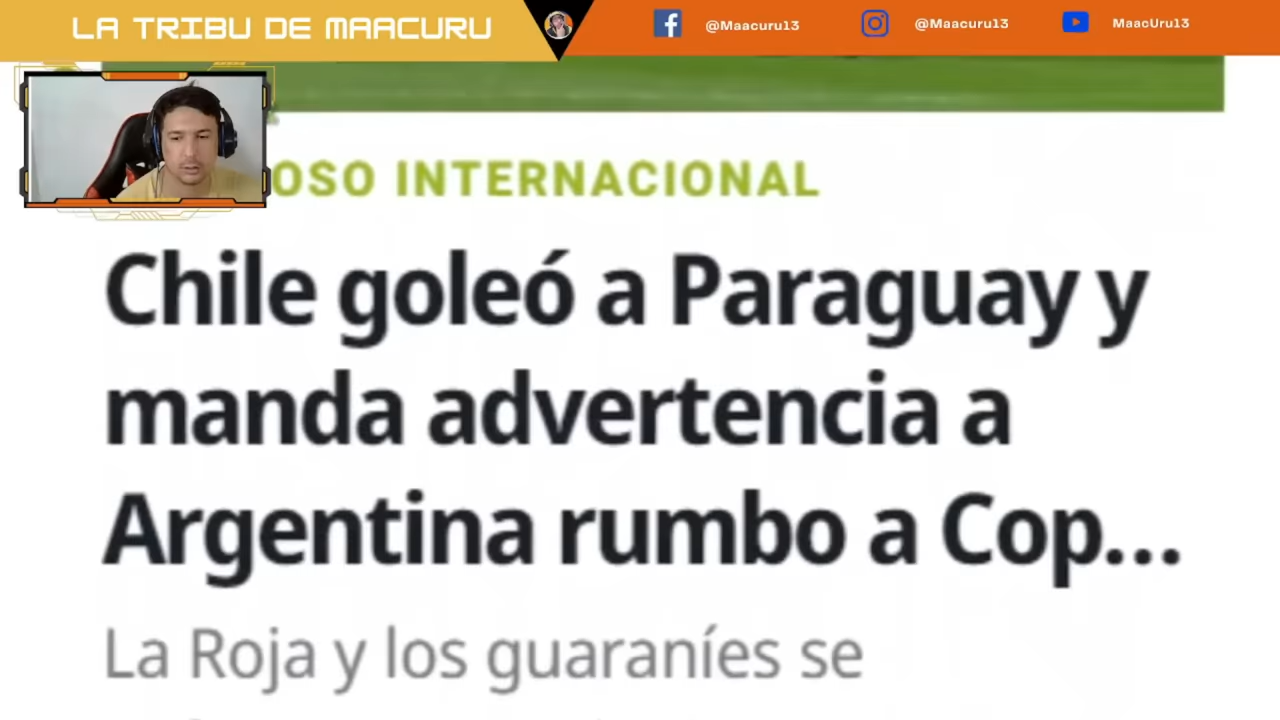 LA TRIBU DE MAACURU
@Maacuru13
@Maacuru13
MaacUru13
OSO INTERNACIONAL
Chile goleó a Paraguay y
manda advertencia a
Argentina rumbo a Cop...
La Roja y los guaraníes se